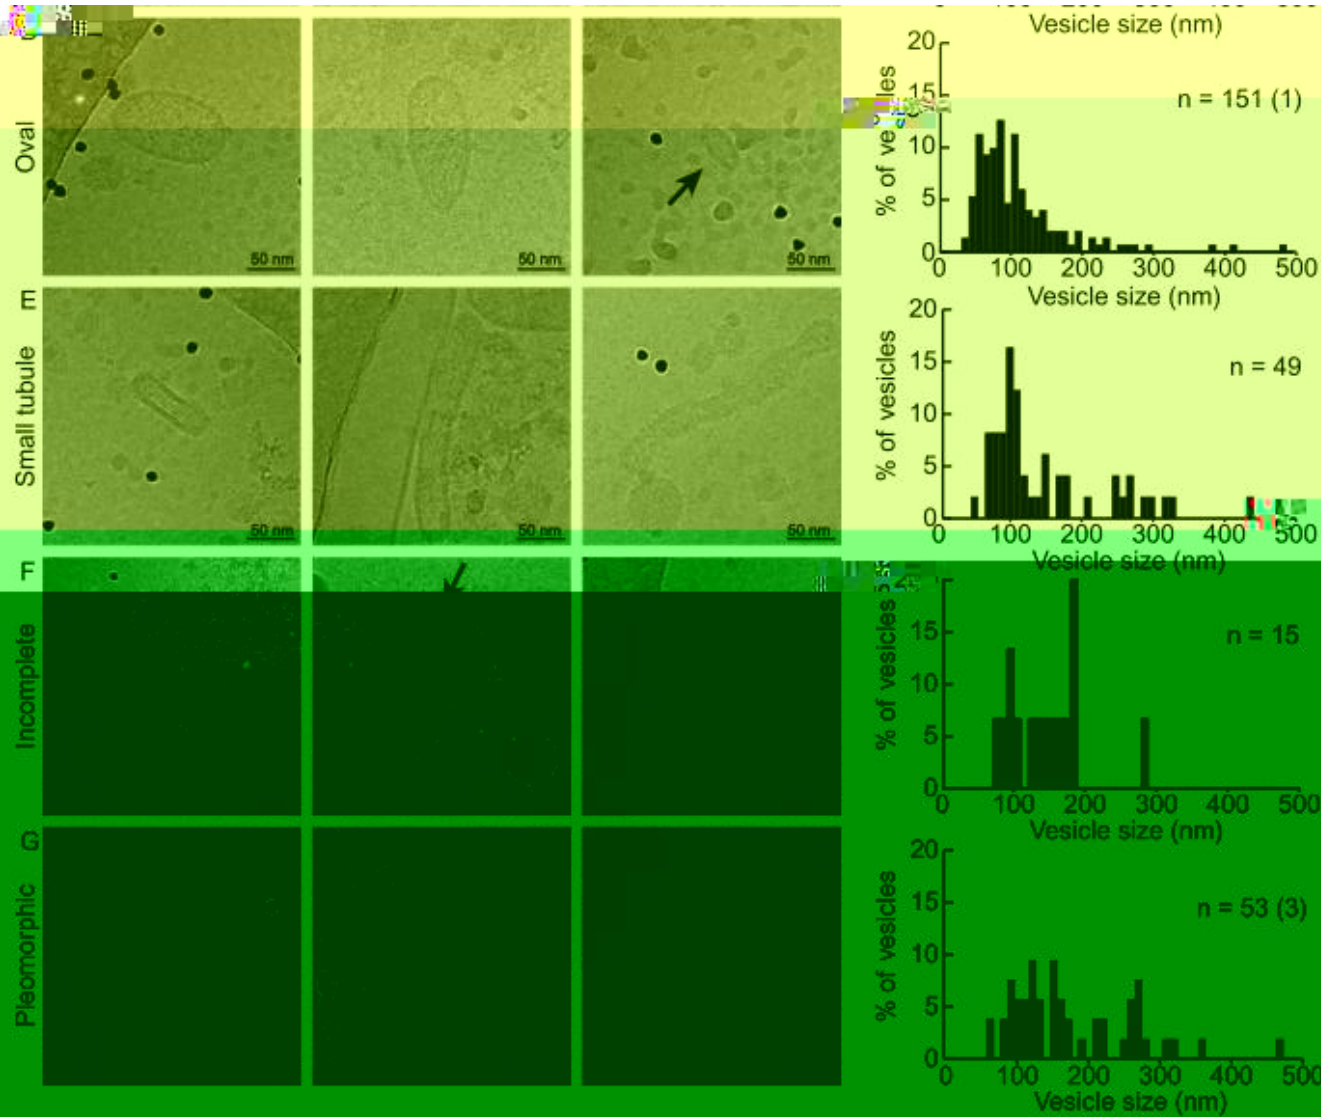 Vesicle size (nm)
Oval
50 nm
50 nm
50 nm
% of vesicles
20
15
10
5
0
n = 151 (1)
0 100 200 300 400 500
Vesicle size (nm)
E
Small tubule
50 nm
50 nm
50 nm
% of vesicles
20
15
10
5
0
n = 49
0 100 200 300 400 500
Vesicle size (nm)
F
Incomplete
% of vesicles
15
10
5
0
n = 15
0 100 200 300 400 500
Vesicle size (nm)
G
Pleomorphic
% of vesicles
20
15
10
5
0
n = 53 (3)
0 100 200 300 400 500
Vesicle size (nm)